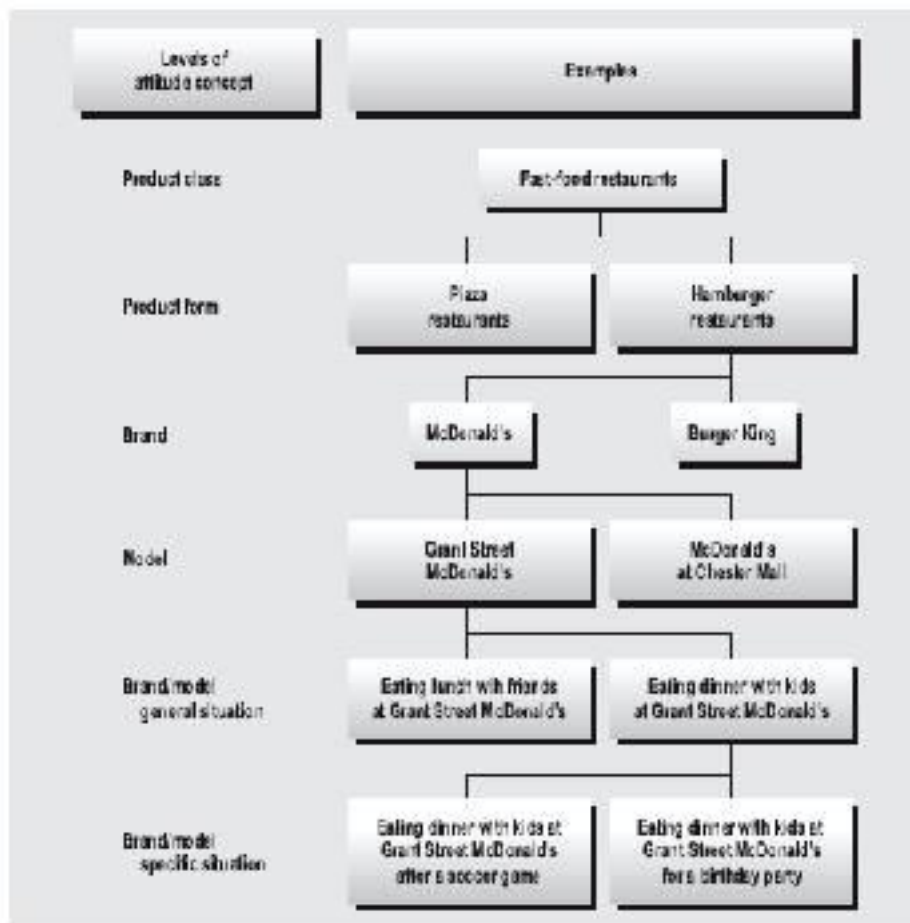 Levels of
attitude concept
Examples
Product class
Fast-food restaurants
Product form
Pizza
restaurants
Hamburger
restaurants
Brand
McDonald's
Burger King
Model
Grant Street
McDonald's
McDonald's
at Chester Mall
Brand/model
general situation
Eating lunch with friends
at Grant Street McDonald's
Eating dinner with kids
at Grant Street McDonald's
Brand/model
specific situation
Eating dinner with kids at
Grant Street McDonald's
after a soccer game
Eating dinner with kids at
Grant Street McDonald's
for a birthday party